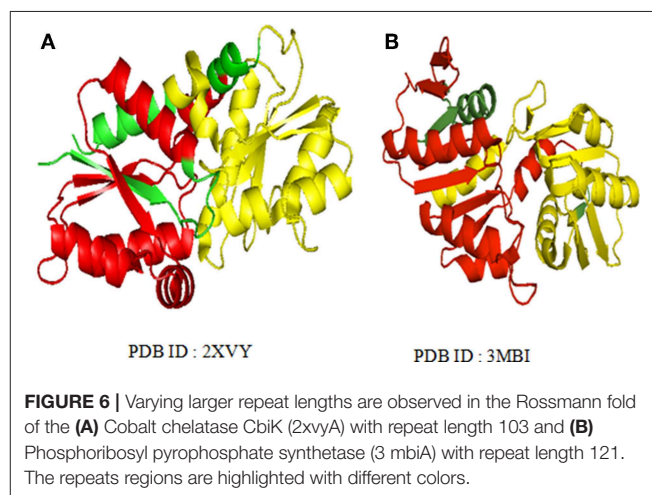 A
B
PDB ID : 2XVY
PDB ID : 3MBI
FIGURE 6 | Varying larger repeat lengths are observed in the Rossmann fold
of the (A) Cobalt chelatase CbiK (2xvyA) with repeat length 103 and (B)
Phosphoribosyl pyrophosphate synthetase (3 mbiA) with repeat length 121.
The repeats regions are highlighted with different colors.